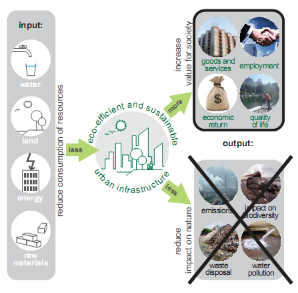 input:
water
land
energy
raw
materials
reduce consumption of resources
less
eco-efficient and sustainable
urban infrastructure
more
less
increase
value for society
goods and
services
employment
economic
return
quality
of life
output:
reduce
impact on nature
emissions
impact on
biodiversity
waste
disposal
water
pollution